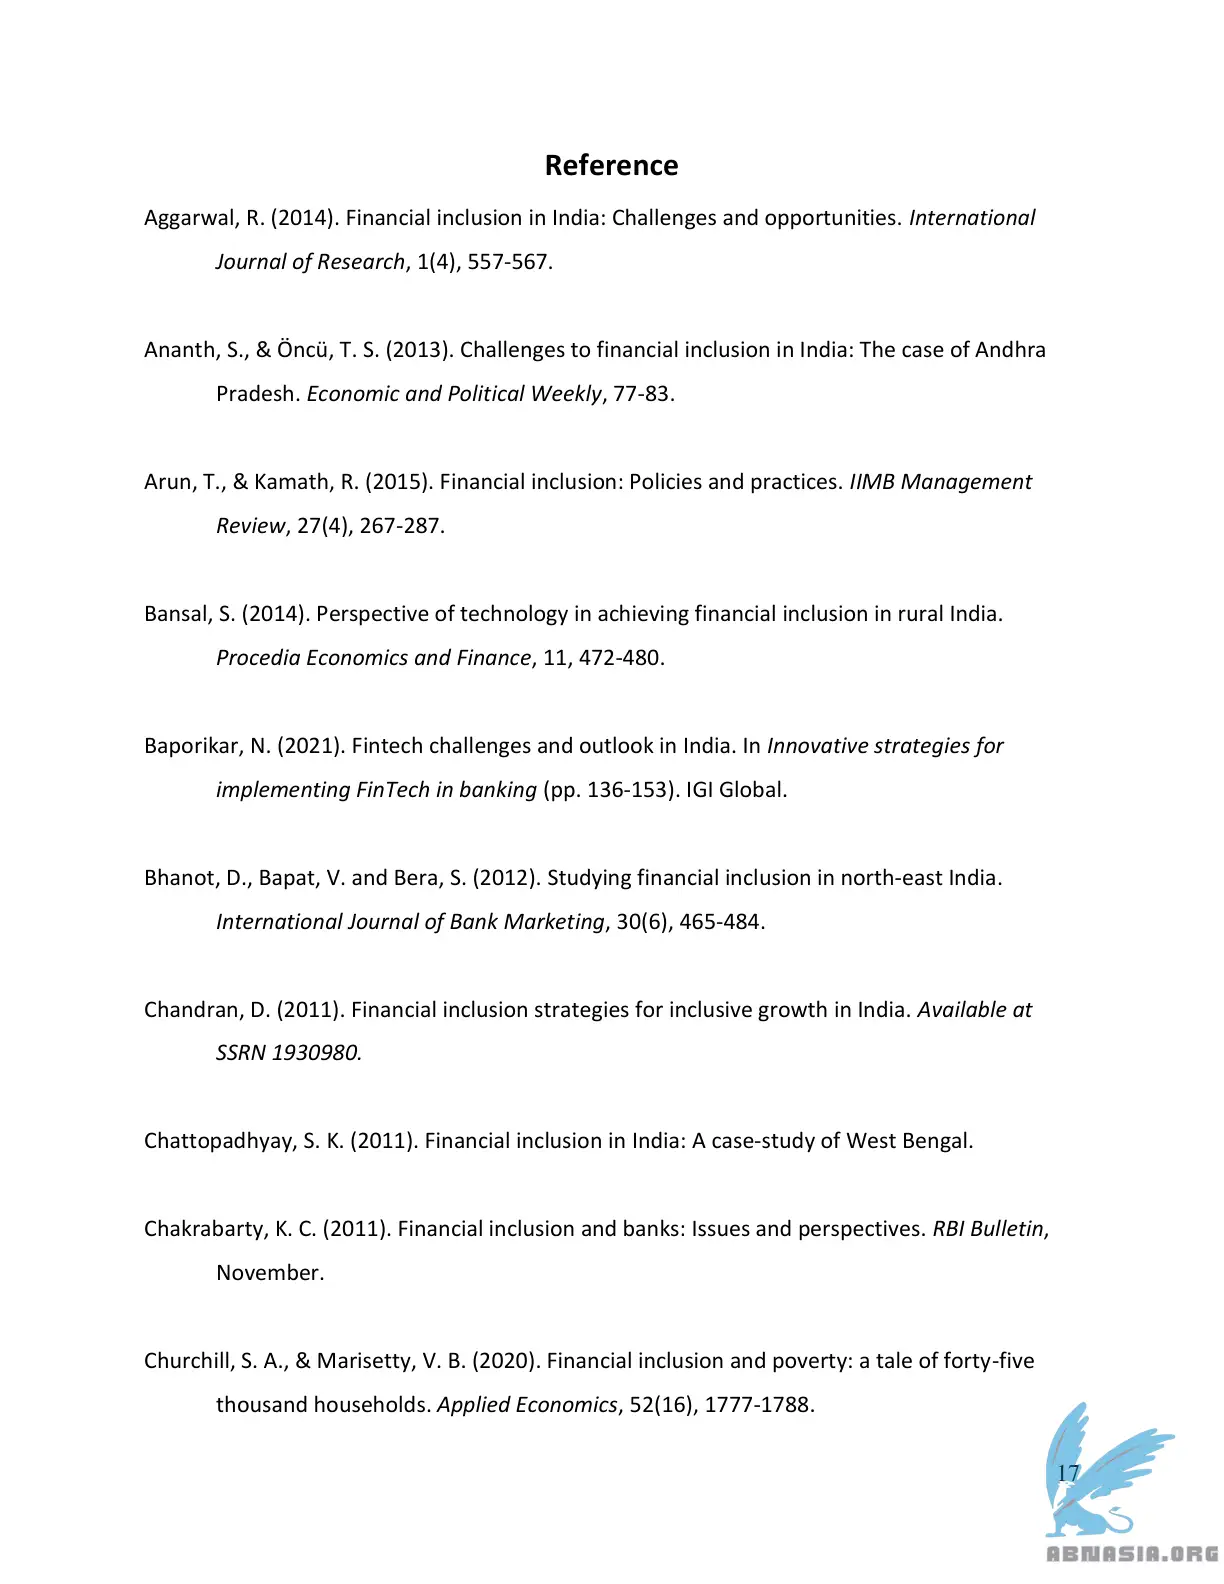 Reference
Aggarwal, R. (2014). Financial inclusion in India: Challenges and opportunities. International
Journal of Research, 1(4), 557-567.
Ananth, S., & Öncü, T. S. (2013). Challenges to financial inclusion in India: The case of Andhra
Pradesh. Economic and Political Weekly, 77-83.
Arun, T., & Kamath, R. (2015). Financial inclusion: Policies and practices. IIMB Management
Review, 27(4), 267-287.
Bansal, S. (2014). Perspective of technology in achieving financial inclusion in rural India.
Procedia Economics and Finance, 11, 472-480.
Baporikar, N. (2021). Fintech challenges and outlook in India. In Innovative strategies for
implementing FinTech in banking (pp. 136-153). IGI Global.
Bhanot, D., Bapat, V. and Bera, S. (2012). Studying financial inclusion in north-east India.
International Journal of Bank Marketing, 30(6), 465-484.
Chandran, D. (2011). Financial inclusion strategies for inclusive growth in India. Available at
SSRN 1930980.
Chattopadhyay, S. K. (2011). Financial inclusion in India: A case-study of West Bengal.
Chakrabarty, K. C. (2011). Financial inclusion and banks: Issues and perspectives. RBI Bulletin,
November.
Churchill, S. A., & Marisetty, V. B. (2020). Financial inclusion and poverty: a tale of forty-five
thousand households. Applied Economics, 52(16), 1777-1788.
17
ABNASIA.ORG